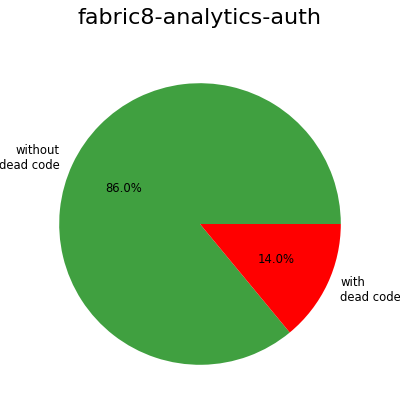 fabric8-analytics-auth
without
dead code
86.0%
14.0%
with
dead code